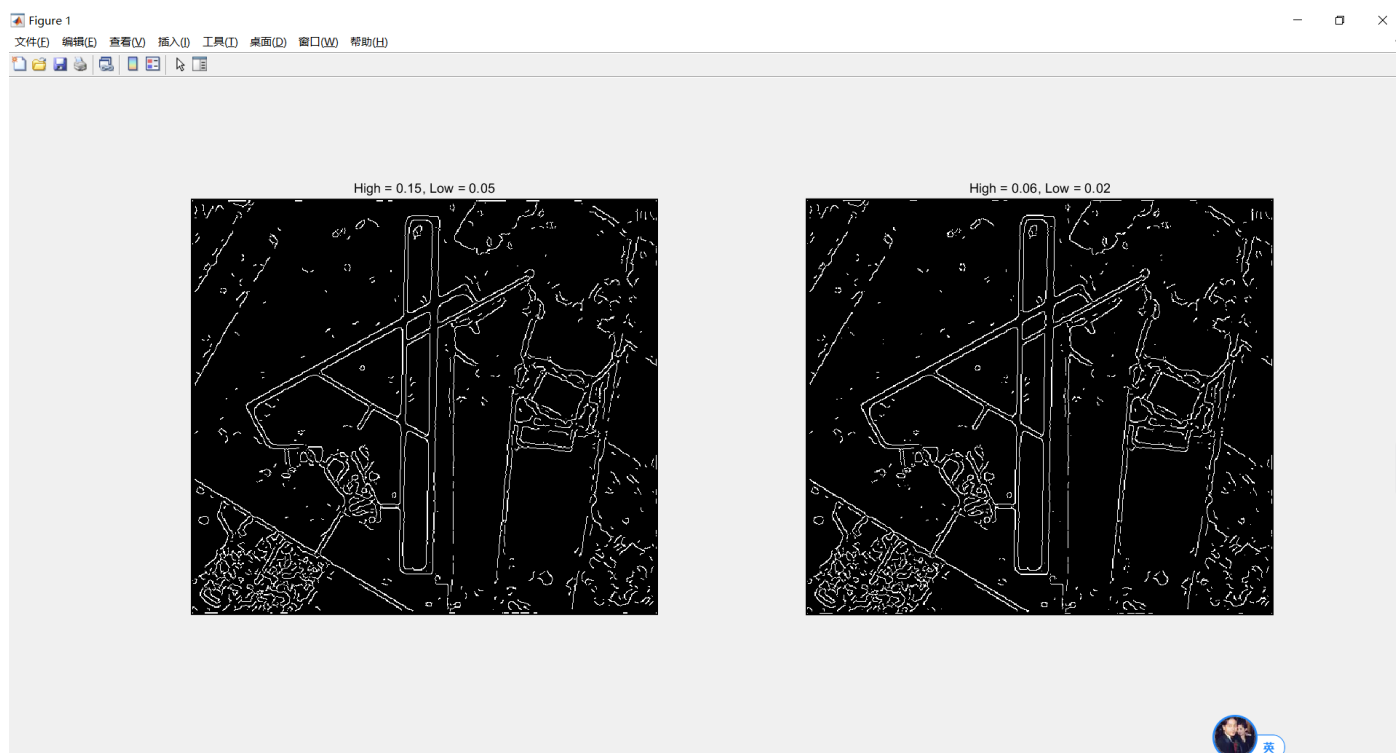 Figure 1
文件(F) 编辑(E) 查看(V) 插入(I) 工具(T) 桌面(D) 窗口(W) 帮助(H)
High = 0.15, Low = 0.05
High = 0.06, Low = 0.02
英